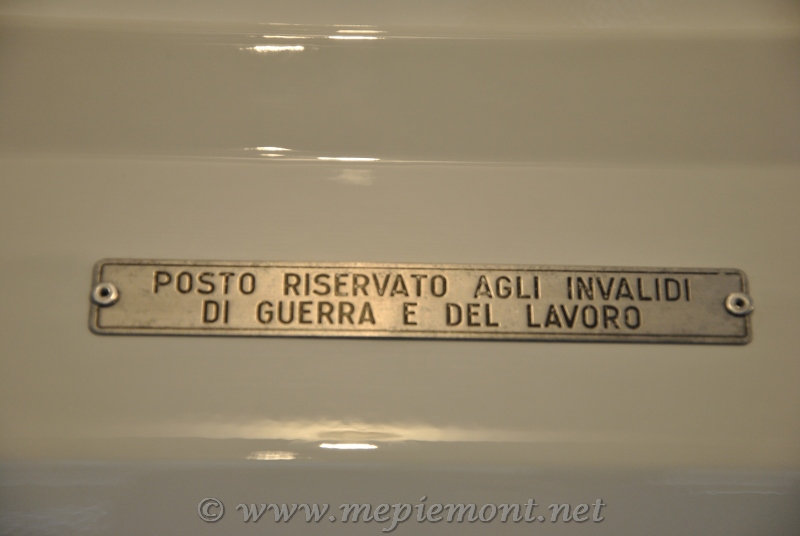 POSTO RISERVATO AGLI INVALIDI
DI GUERRA E DEL LAVORO
© www.mepiemont.net